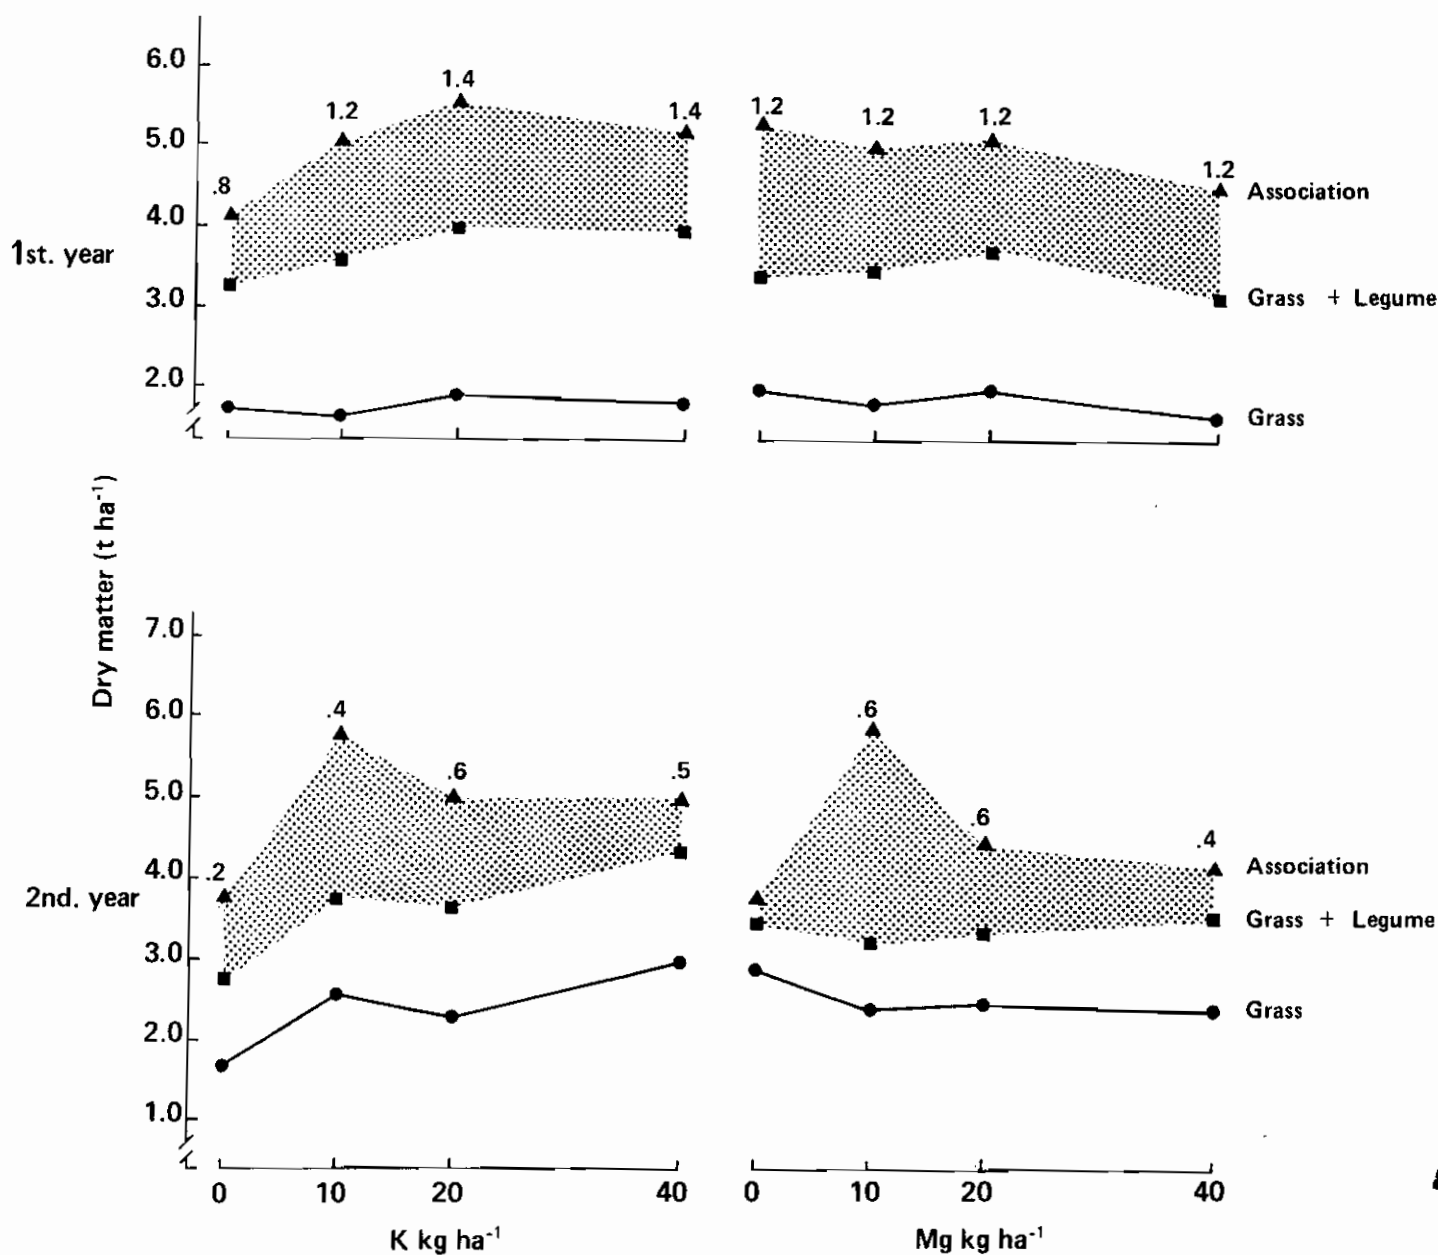 6.0
5.0
4.0
3.0
2.0
1st. year
.8
1.2
1.4
1.4
1.2
1.2
1.2
1.2
Association
Grass + Legume
Grass
Dry matter (t ha⁻¹)
7.0
6.0
5.0
4.0
3.0
2.0
1.0
2nd. year
.2
.4
.6
.5
.6
.6
.4
Association
Grass + Legume
Grass
0 10 20 40
0 10 20 40
K kg ha⁻¹
Mg kg ha⁻¹